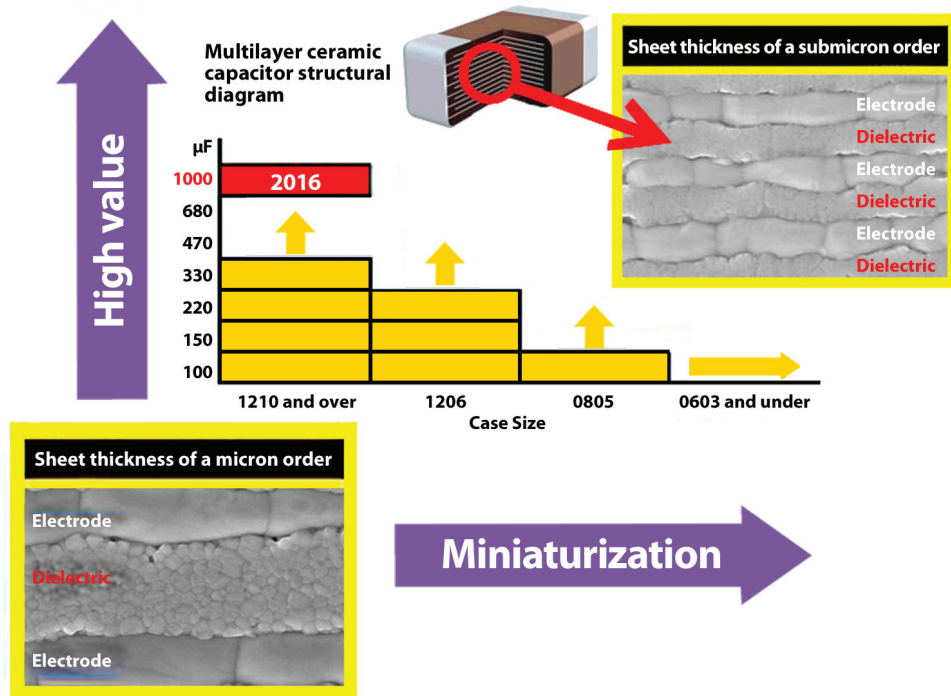 Multilayer ceramic
capacitor structural
diagram
Sheet thickness of a submicron order
Electrode
Dielectric
Electrode
Dielectric
Electrode
Dielectric
High value
µF
1000
680
470
330
220
150
100
2016
1210 and over
1206
0805
0603 and under
Case Size
Sheet thickness of a micron order
Electrode
Dielectric
Electrode
Miniaturization